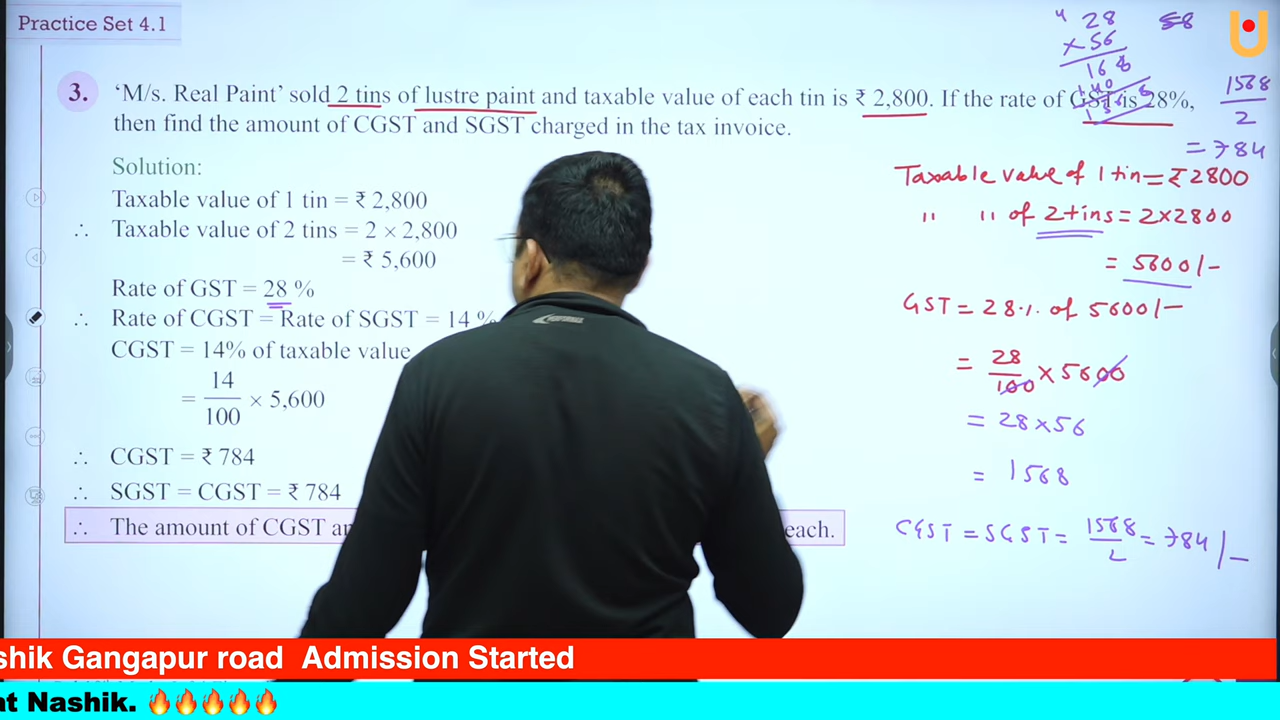 Practice Set 4.1
3. 'M/s. Real Paint' sold 2 tins of lustre paint and taxable value of each tin is ₹ 2,800. If the rate of GST is 28%,
then find the amount of CGST and SGST charged in the tax invoice.
Solution:
Taxable value of 1 tin = ₹ 2,800
∴ Taxable value of 2 tins = 2 × 2,800
= ₹ 5,600
Rate of GST = 28 %
∴ Rate of CGST = Rate of SGST = 14 %
CGST = 14% of taxable value
= 14/100 × 5,600
∴ CGST = ₹ 784
∴ SGST = CGST = ₹ 784
∴ The amount of CGST an
each.
28
×56
168
1568
2
= 784
Taxable value of 1 tin = ₹2800
" " of 2 tins = 2×2800
= 5600/-
GST = 28% of 5600/-
= 28/100 × 5600
= 28×56
= 1568
CGST = SGST = 1568/2 = 784/-
shik Gangapur road Admission Started
at Nashik. 🔥🔥🔥🔥🔥